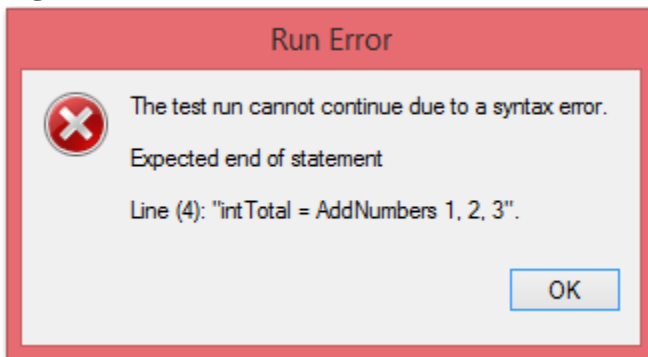 Run Error
The test run cannot continue due to a syntax error.
Expected end of statement
Line (4): "intTotal = AddNumbers 1, 2, 3".
OK